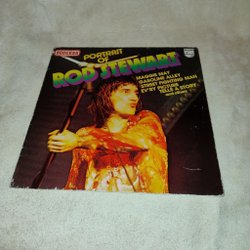 PORTRAIT
OF
ROD STEWART
MAGGIE MAY
GASOLINE ALLEY
STREET FIGHTING MAN
EV'RY PICTURE
TELLS A STORY